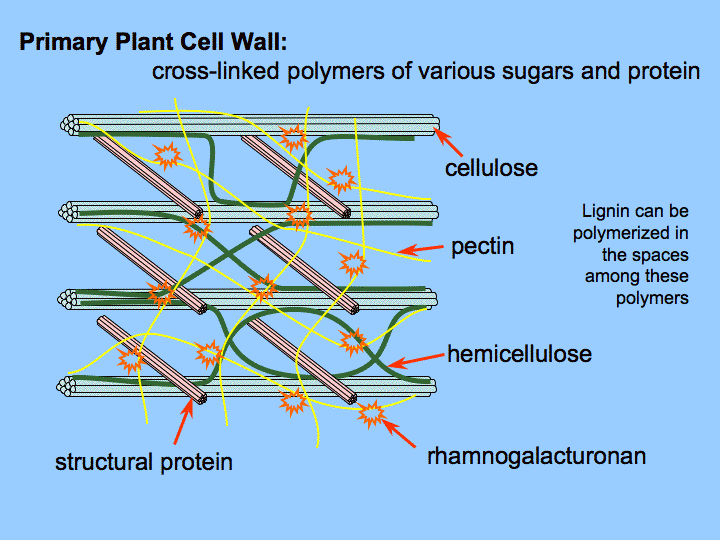 Primary Plant Cell Wall:
cross-linked polymers of various sugars and protein
cellulose
Lignin can be
polymerized in
the spaces
among these
polymers
pectin
hemicellulose
rhamnogalacturonan
structural protein